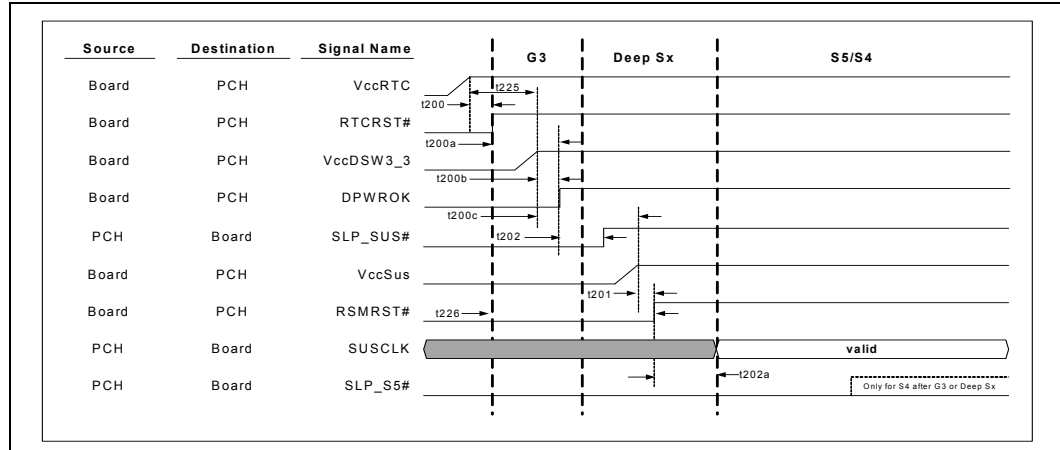 Source Destination Signal Name G3 Deep Sx S5/S4
Board PCH VccRTC
t225
t200
Board PCH RTCRST#
t200a
Board PCH VccDSW3_3
t200b
Board PCH DPWROK
t200c
PCH Board SLP_SUS# t202
Board PCH VccSus
t201
Board PCH RSMRST# t226
PCH Board SUSCLK valid
t202a
PCH Board SLP_S5# Only for S4 after G3 or Deep Sx